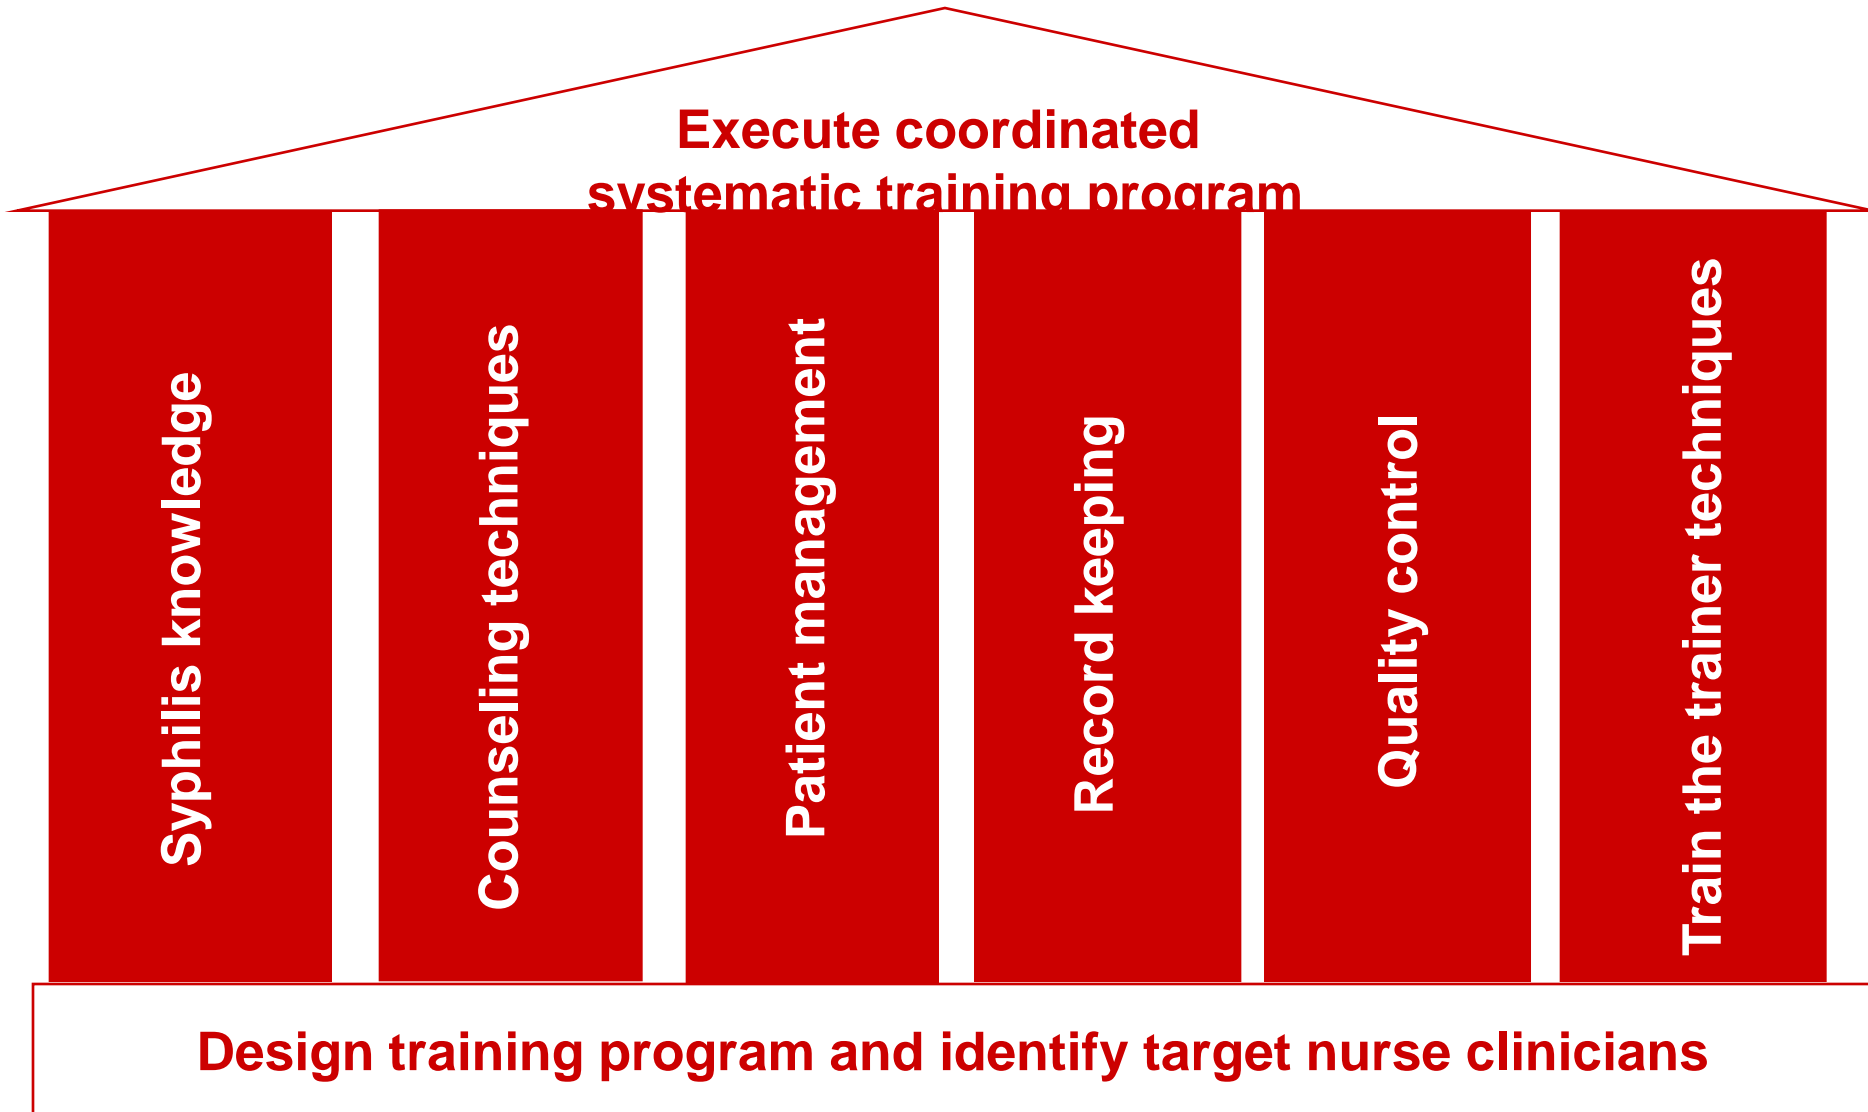 Execute coordinated
systematic training program
Syphilis knowledge
Counseling techniques
Patient management
Record keeping
Quality control
Train the trainer techniques
Design training program and identify target nurse clinicians